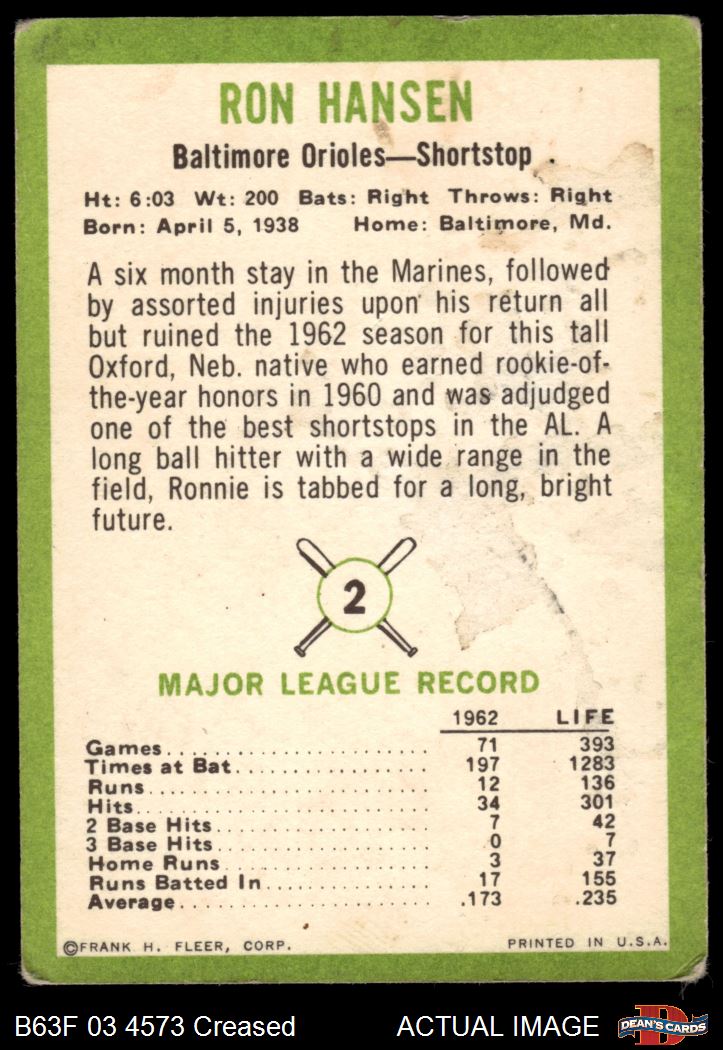 RON HANSEN
Baltimore Orioles—Shortstop
Ht: 6:03 Wt: 200 Bats: Right Throws: Right
Born: April 5, 1938 Home: Baltimore, Md.
A six month stay in the Marines, followed
by assorted injuries upon his return all
but ruined the 1962 season for this tall
Oxford, Neb. native who earned rookie-of-
the-year honors in 1960 and was adjudged
one of the best shortstops in the AL. A
long ball hitter with a wide range in the
field, Ronnie is tabbed for a long, bright
future.
2
MAJOR LEAGUE RECORD
1962 LIFE
Games 71 393
Times at Bat 197 1283
Runs 12 136
Hits 34 301
2 Base Hits 7 42
3 Base Hits 0 7
Home Runs 3 37
Runs Batted In 17 155
Average .173 .235
©FRANK H. FLEER, CORP. PRINTED IN U.S.A.
B63F 03 4573 Creased ACTUAL IMAGE D DEAN'S CARDS